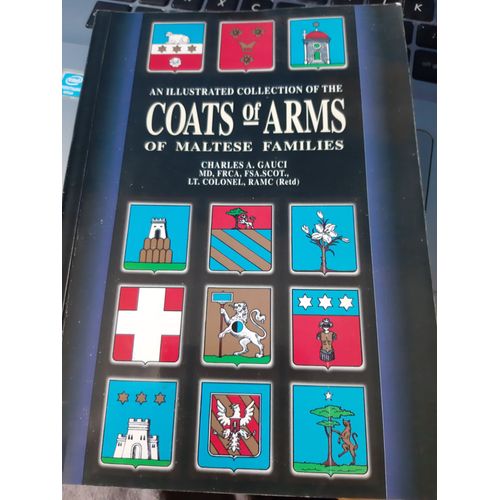 AN ILLUSTRATED COLLECTION OF THE
COATS of ARMS
OF MALTESE FAMILIES
CHARLES A. GAUCI
MD, FRCA, FSA.SCOT.,
LT. COLONEL, RAMC (Retd)
intel